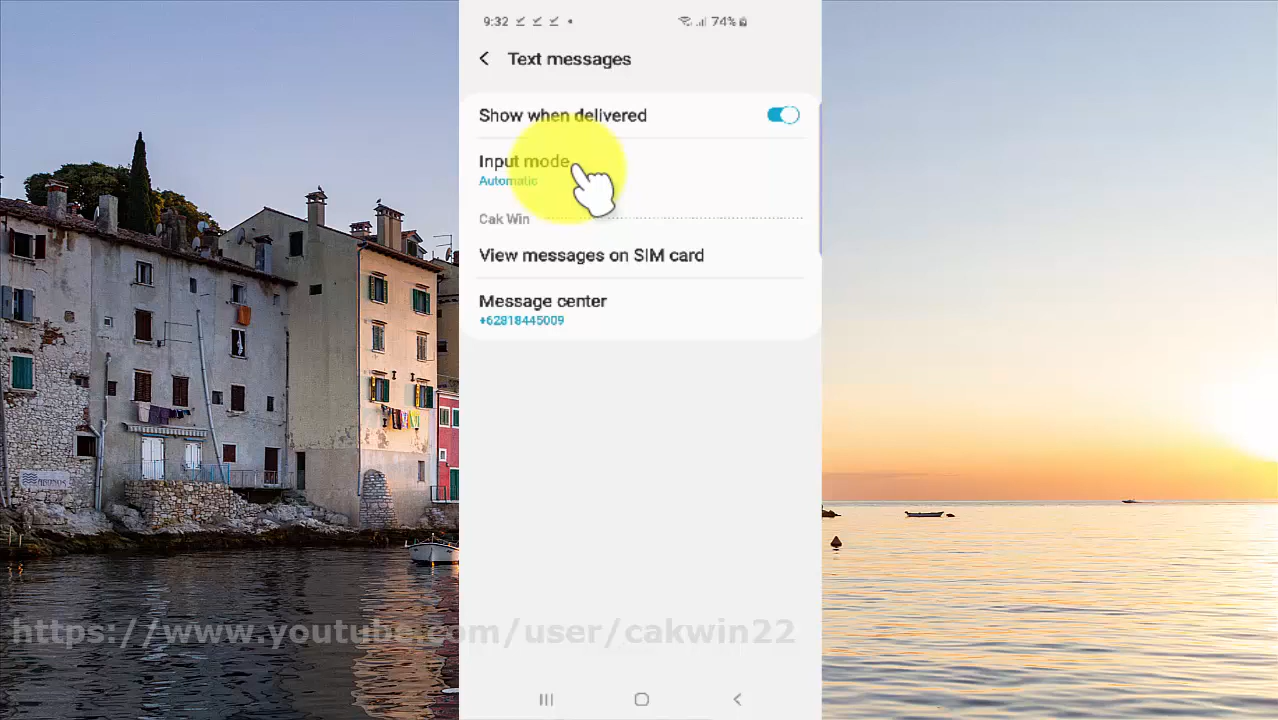 9:32
74%
Text messages
Show when delivered
Input mode
Automatic
Cak Win
View messages on SIM card
Message center
+62818445009
https://www.youtube.com/user/cakwin22